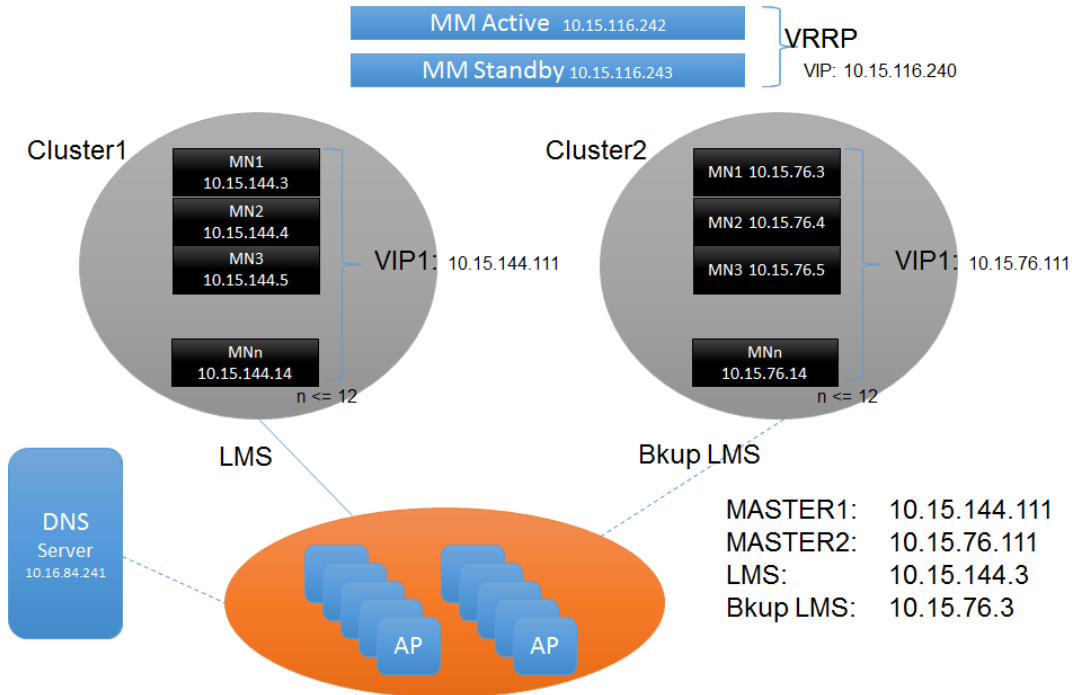 MM Active 10.15.116.242
MM Standby 10.15.116.243
VRRP
VIP: 10.15.116.240
Cluster1
MN1
10.15.144.3
MN2
10.15.144.4
MN3
10.15.144.5
VIP1: 10.15.144.111
MNn
10.15.144.14
n <= 12
Cluster2
MN1 10.15.76.3
MN2 10.15.76.4
MN3 10.15.76.5
VIP1: 10.15.76.111
MNn
10.15.76.14
n <= 12
LMS
Bkup LMS
DNS
Server
10.16.84.241
AP
AP
MASTER1: 10.15.144.111
MASTER2: 10.15.76.111
LMS: 10.15.144.3
Bkup LMS: 10.15.76.3